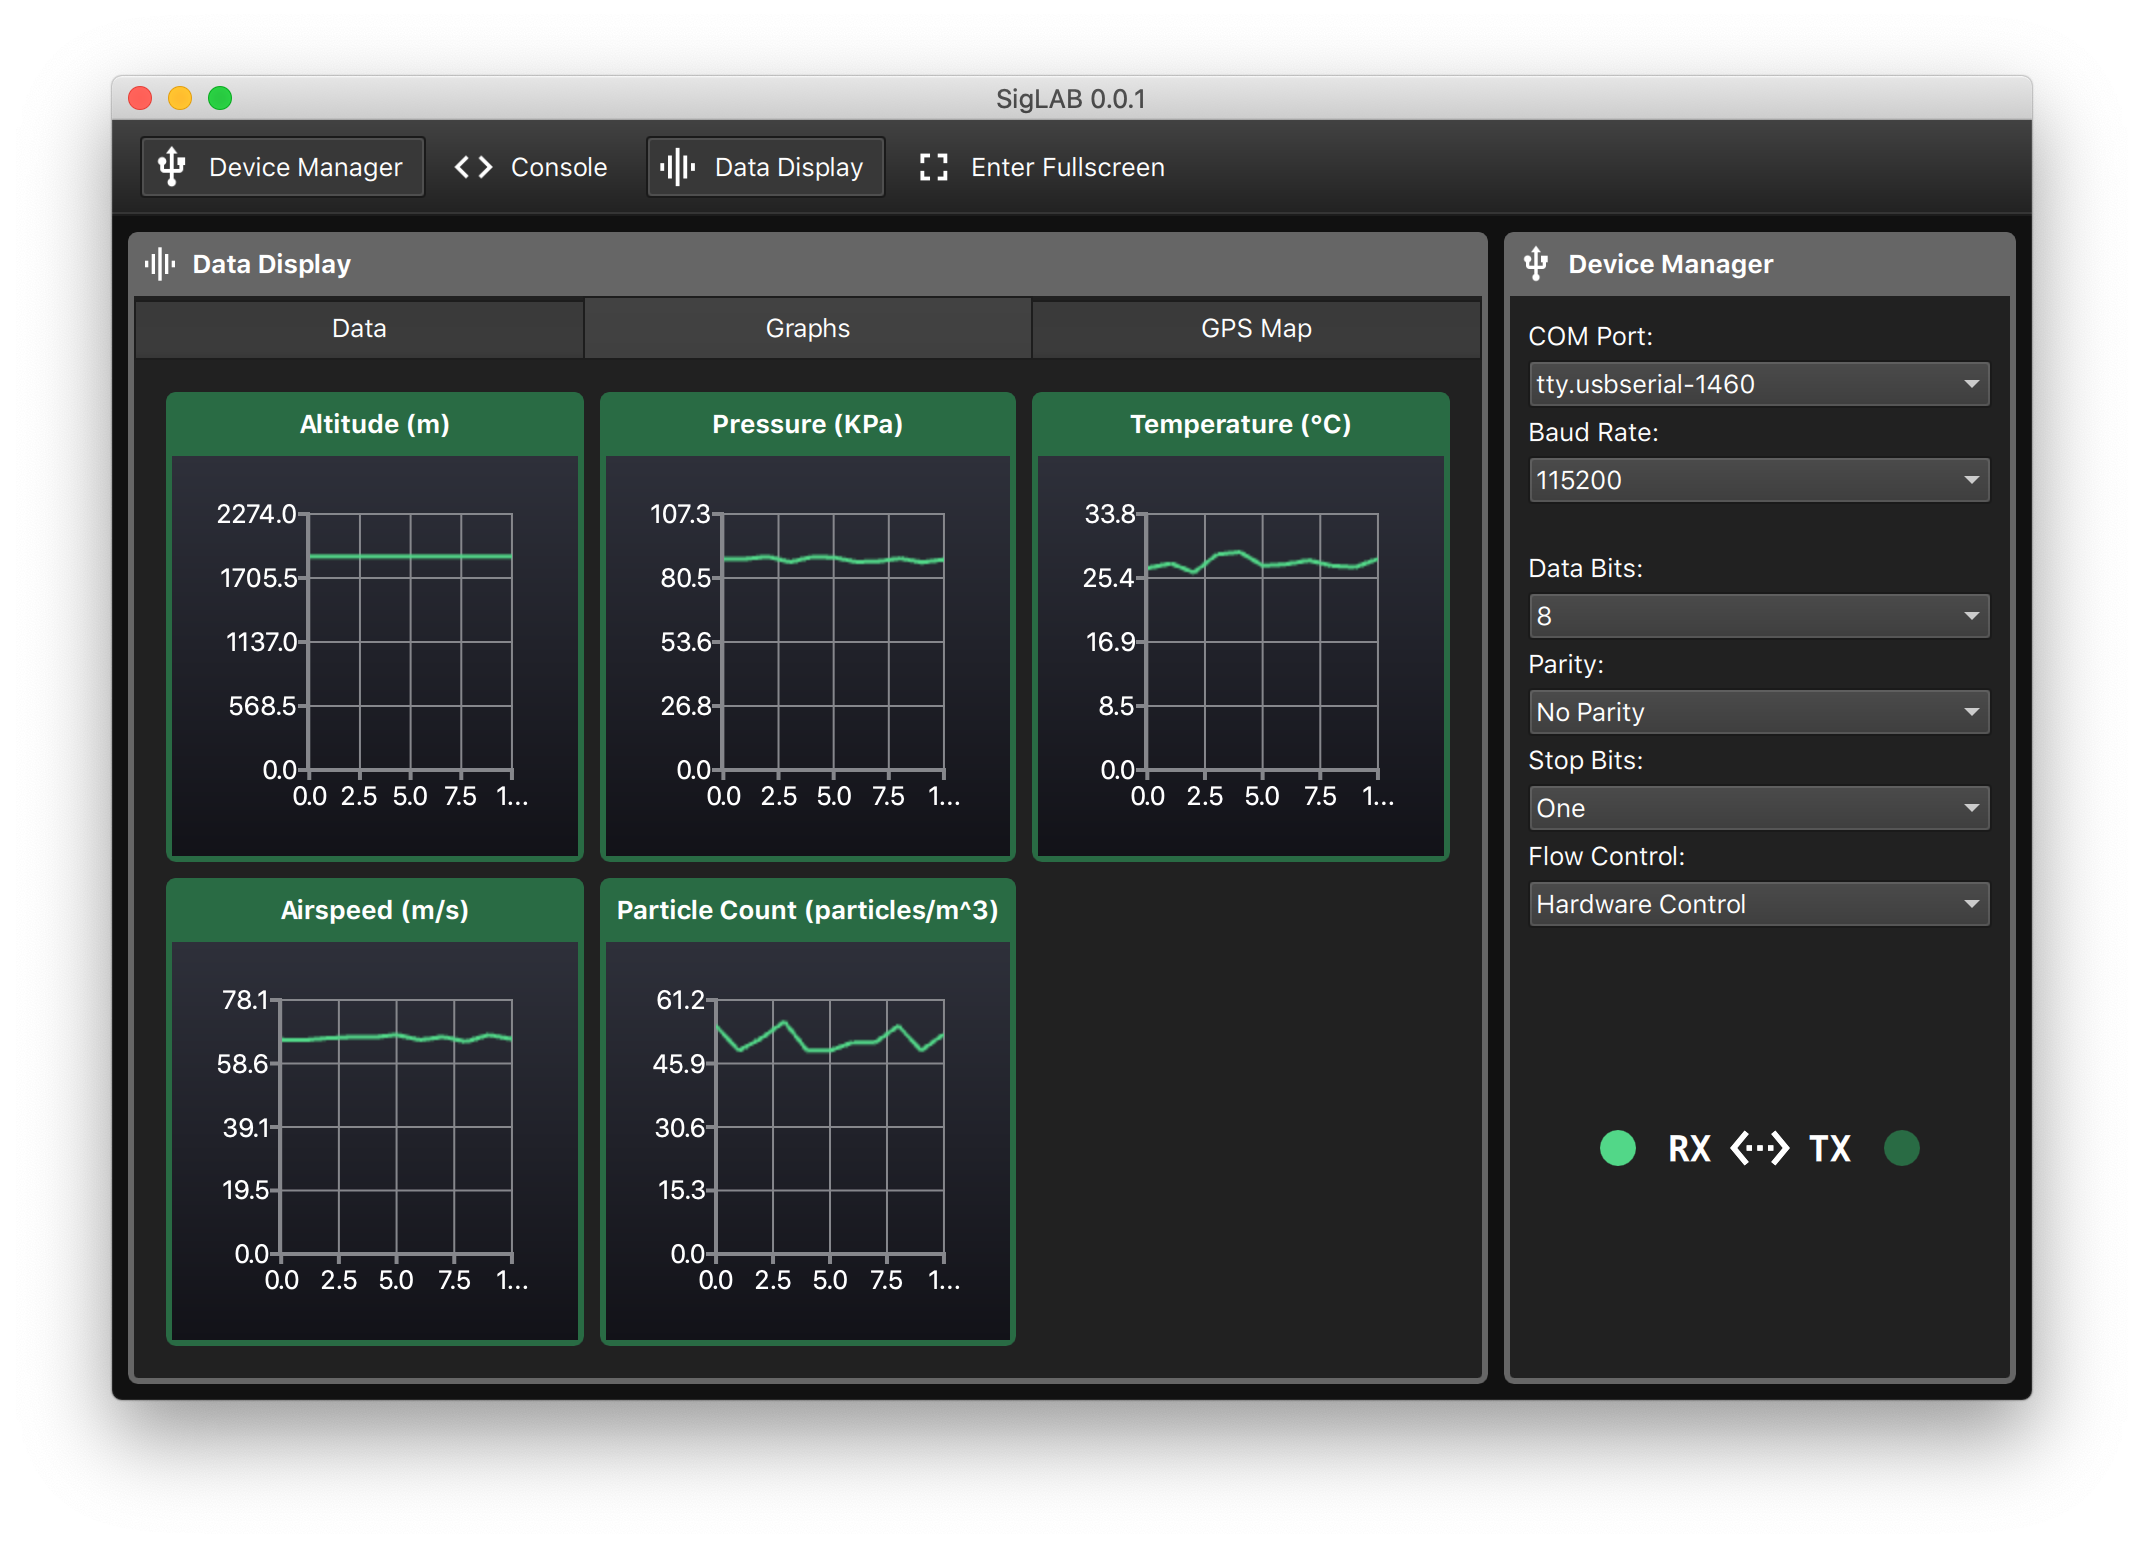 SigLAB 0.0.1
Device Manager
Console
Data Display
Enter Fullscreen
Data Display
Data
Graphs
GPS Map
Altitude (m)
2274.0
1705.5
1137.0
568.5
0.0
0.0 2.5 5.0 7.5 1...
Pressure (KPa)
107.3
80.5
53.6
26.8
0.0
0.0 2.5 5.0 7.5 1...
Temperature (°C)
33.8
25.4
16.9
8.5
0.0
0.0 2.5 5.0 7.5 1...
Airspeed (m/s)
78.1
58.6
39.1
19.5
0.0
0.0 2.5 5.0 7.5 1...
Particle Count (particles/m^3)
61.2
45.9
30.6
15.3
0.0
0.0 2.5 5.0 7.5 1...
Device Manager
COM Port:
tty.usbserial-1460
Baud Rate:
115200
Data Bits:
8
Parity:
No Parity
Stop Bits:
One
Flow Control:
Hardware Control
RX
TX